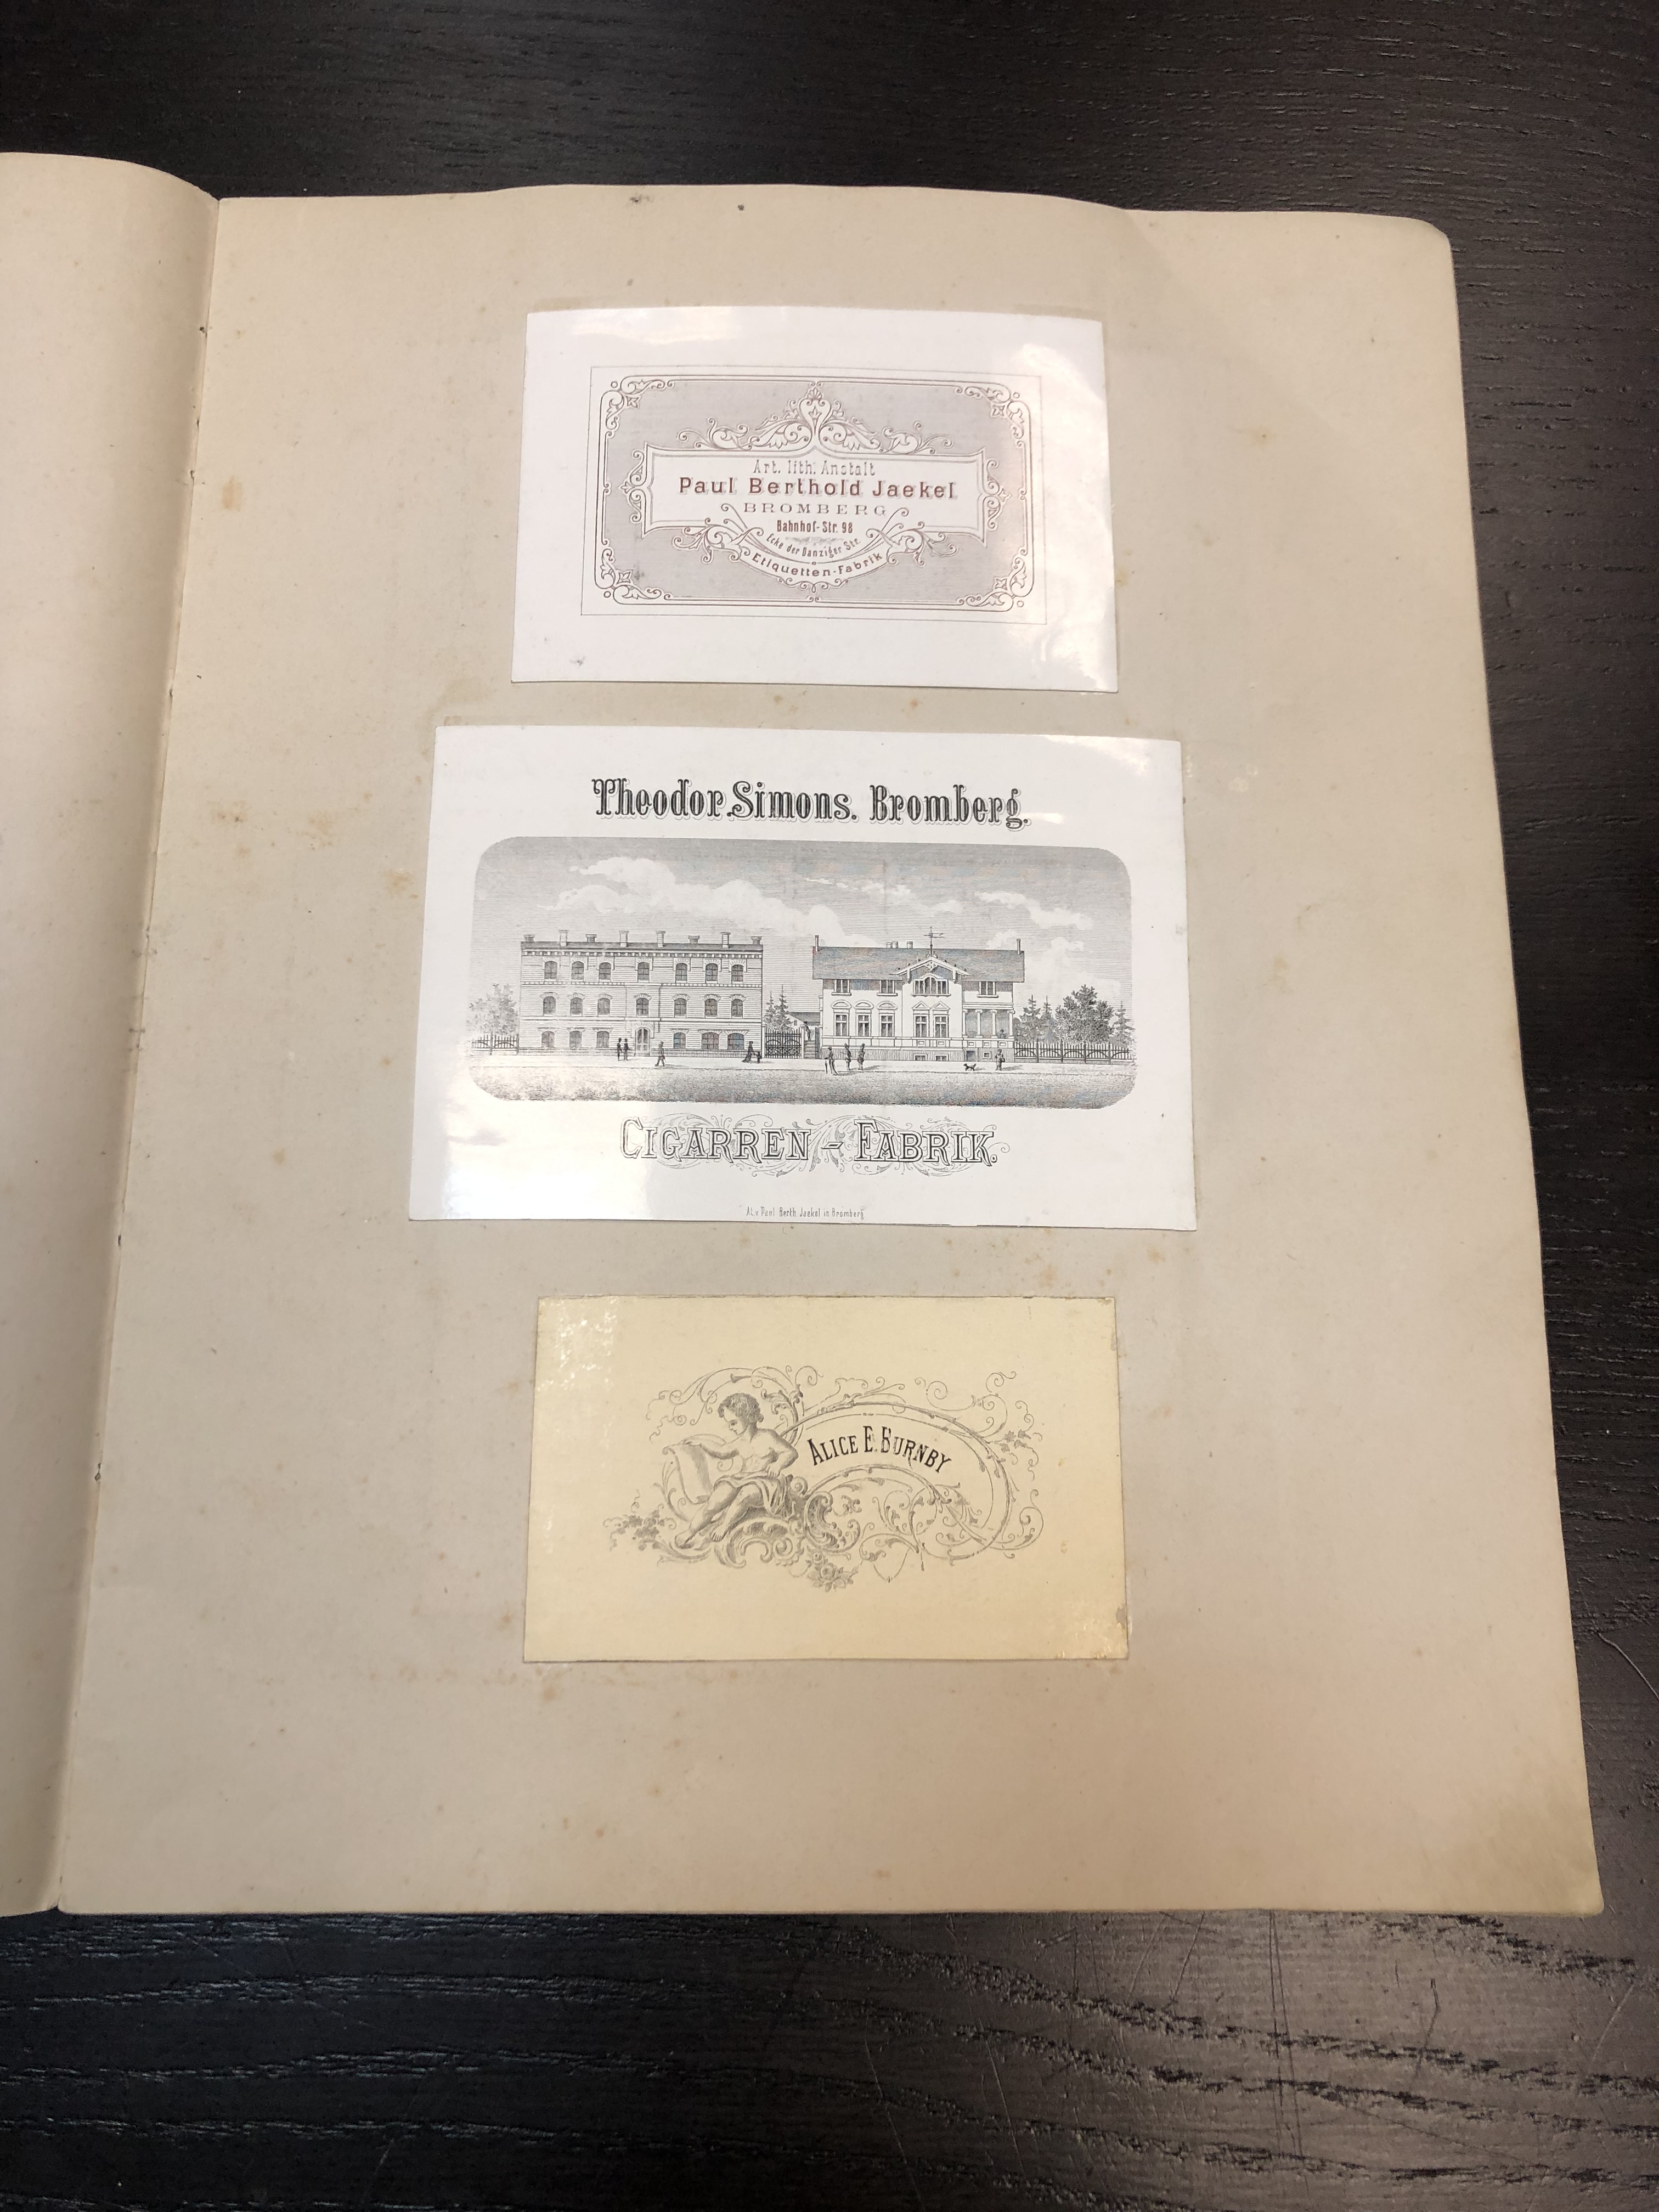 Art. lith. Anstalt
Paul Berthold Jaekel
BROMBERG
Bahnhof-Str. 98
Ecke der Danziger Str.
Etiquetten-Fabrik
Theodor Simons. Bromberg.
CIGARREN - FABRIK.
A.L.v. Paul Berth. Jaekel in Bromberg
ALICE E. BURNBY